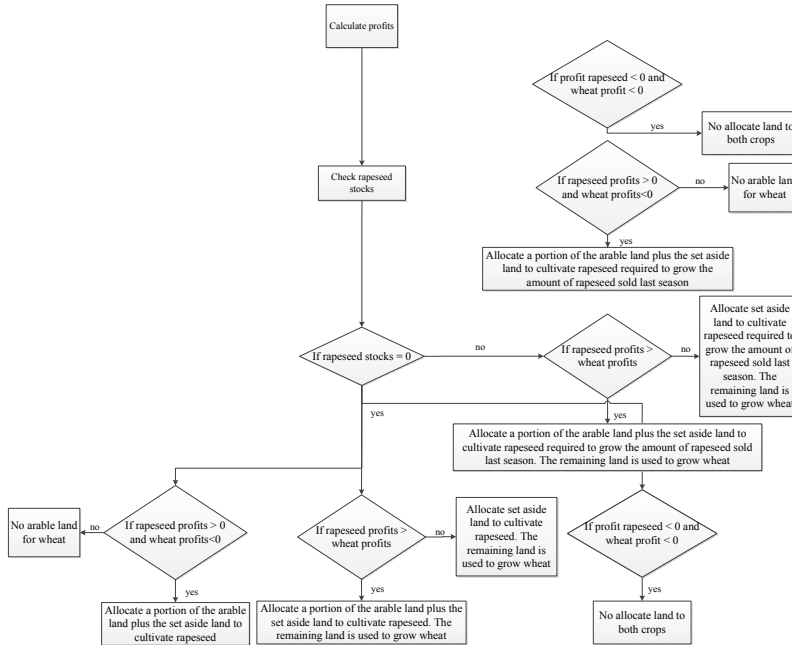 Calculate profits
If profit rapeseed < 0 and
wheat profit < 0
yes
No allocate land to
both crops
Check rapeseed
stocks
If rapeseed profits > 0
and wheat profits<0
no
No arable land
for wheat
yes
Allocate a portion of the arable land plus the set aside
land to cultivate rapeseed required to grow the
amount of rapeseed sold last season
If rapeseed stocks = 0
no
If rapeseed profits >
wheat profits
no
Allocate set aside
land to cultivate
rapeseed required to
grow the amount of
rapeseed sold last
season. The
remaining land is
used to grow wheat
yes
yes
Allocate a portion of the arable land plus the set aside land to
cultivate rapeseed required to grow the amount of rapeseed sold
last season. The remaining land is used to grow wheat
No arable land
for wheat
no
If rapeseed profits > 0
and wheat profits<0
yes
Allocate a portion of the arable
land plus the set aside land to
cultivate rapeseed
If rapeseed profits >
wheat profits
no
Allocate set aside
land to cultivate
rapeseed. The
remaining land is
used to grow wheat
yes
Allocate a portion of the arable land plus the
set aside land to cultivate rapeseed. The
remaining land is used to grow wheat
If profit rapeseed < 0 and
wheat profit < 0
yes
No allocate land to
both crops